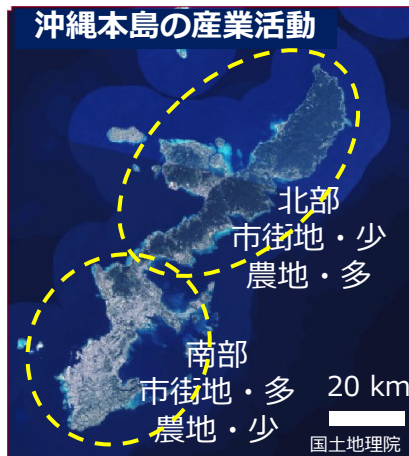 沖縄本島の産業活動
北部
市街地・少
農地・多
南部
市街地・多
農地・少
20 km
国土地理院